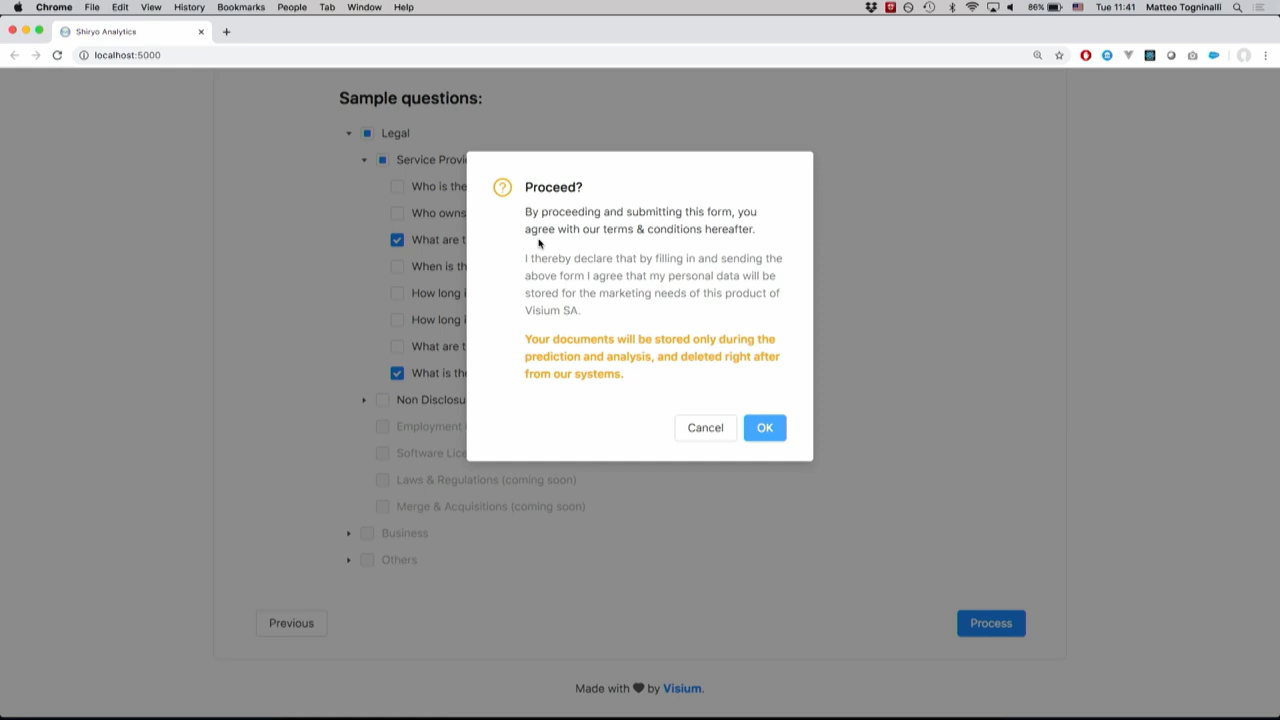 Chrome File Edit View History Bookmarks People Tab Window Help 86% Tue 11:41 Matteo Togninalli
Shiryo Analytics
localhost:5000
Sample questions:
Legal
Service Provi
Who is the
Who owns
What are t
When is th
How long i
How long i
What are t
What is the
Non Disclosu
Employment
Software Lice
Laws & Regulations (coming soon)
Merge & Acquisitions (coming soon)
Business
Others
Proceed?
By proceeding and submitting this form, you
agree with our terms & conditions hereafter.
I thereby declare that by filling in and sending the
above form I agree that my personal data will be
stored for the marketing needs of this product of
Visium SA.
Your documents will be stored only during the
prediction and analysis, and deleted right after
from our systems.
Cancel OK
Previous Process
Made with by Visium.